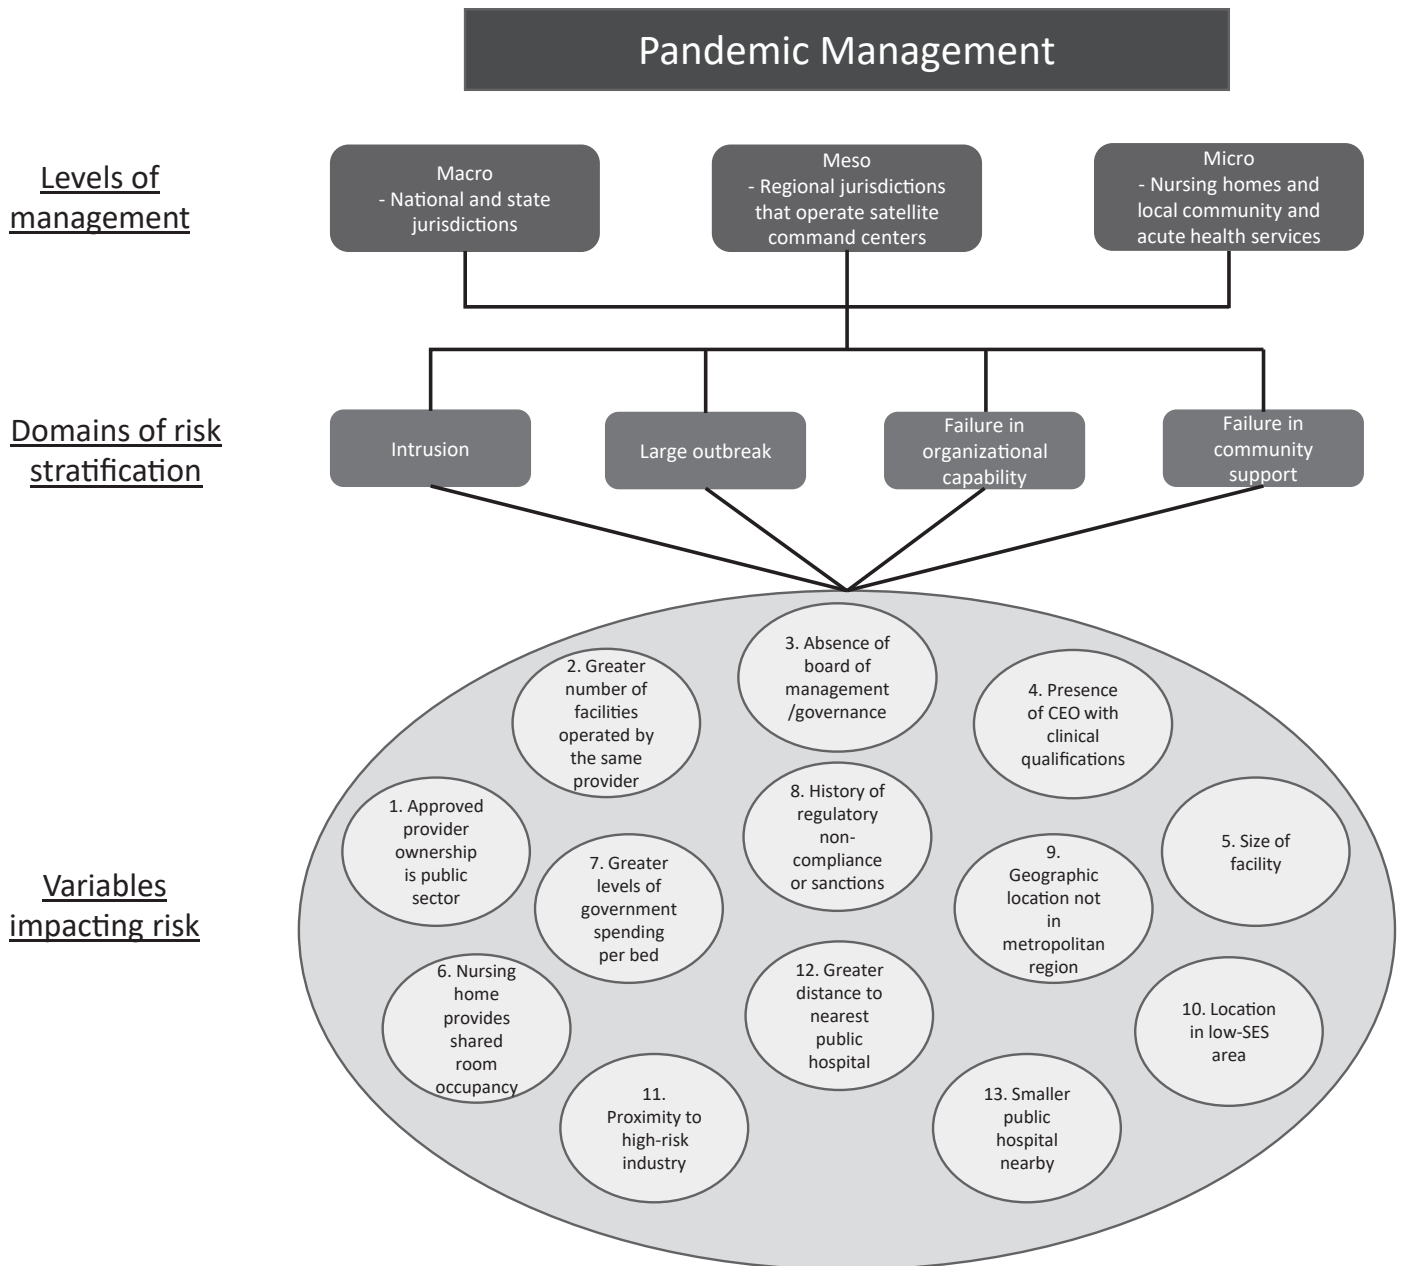 Pandemic Management
Levels of
management
Macro
- National and state
jurisdictions
Meso
- Regional jurisdictions
that operate satellite
command centers
Micro
- Nursing homes and
local community and
acute health services
Domains of risk
stratification
Intrusion
Large outbreak
Failure in
organizational
capability
Failure in
community
support
Variables
impacting risk
1. Approved
provider
ownership
is public
sector
2. Greater
number of
facilities
operated by
the same
provider
3. Absence of
board of
management
/governance
4. Presence
of CEO with
clinical
qualifications
5. Size of
facility
6. Nursing
home
provides
shared
room
occupancy
7. Greater
levels of
government
spending
per bed
8. History of
regulatory
non-
compliance
or sanctions
9.
Geographic
location not
in
metropolitan
region
10. Location
in low-SES
area
11.
Proximity to
high-risk
industry
12. Greater
distance to
nearest
public
hospital
13. Smaller
public
hospital
nearby